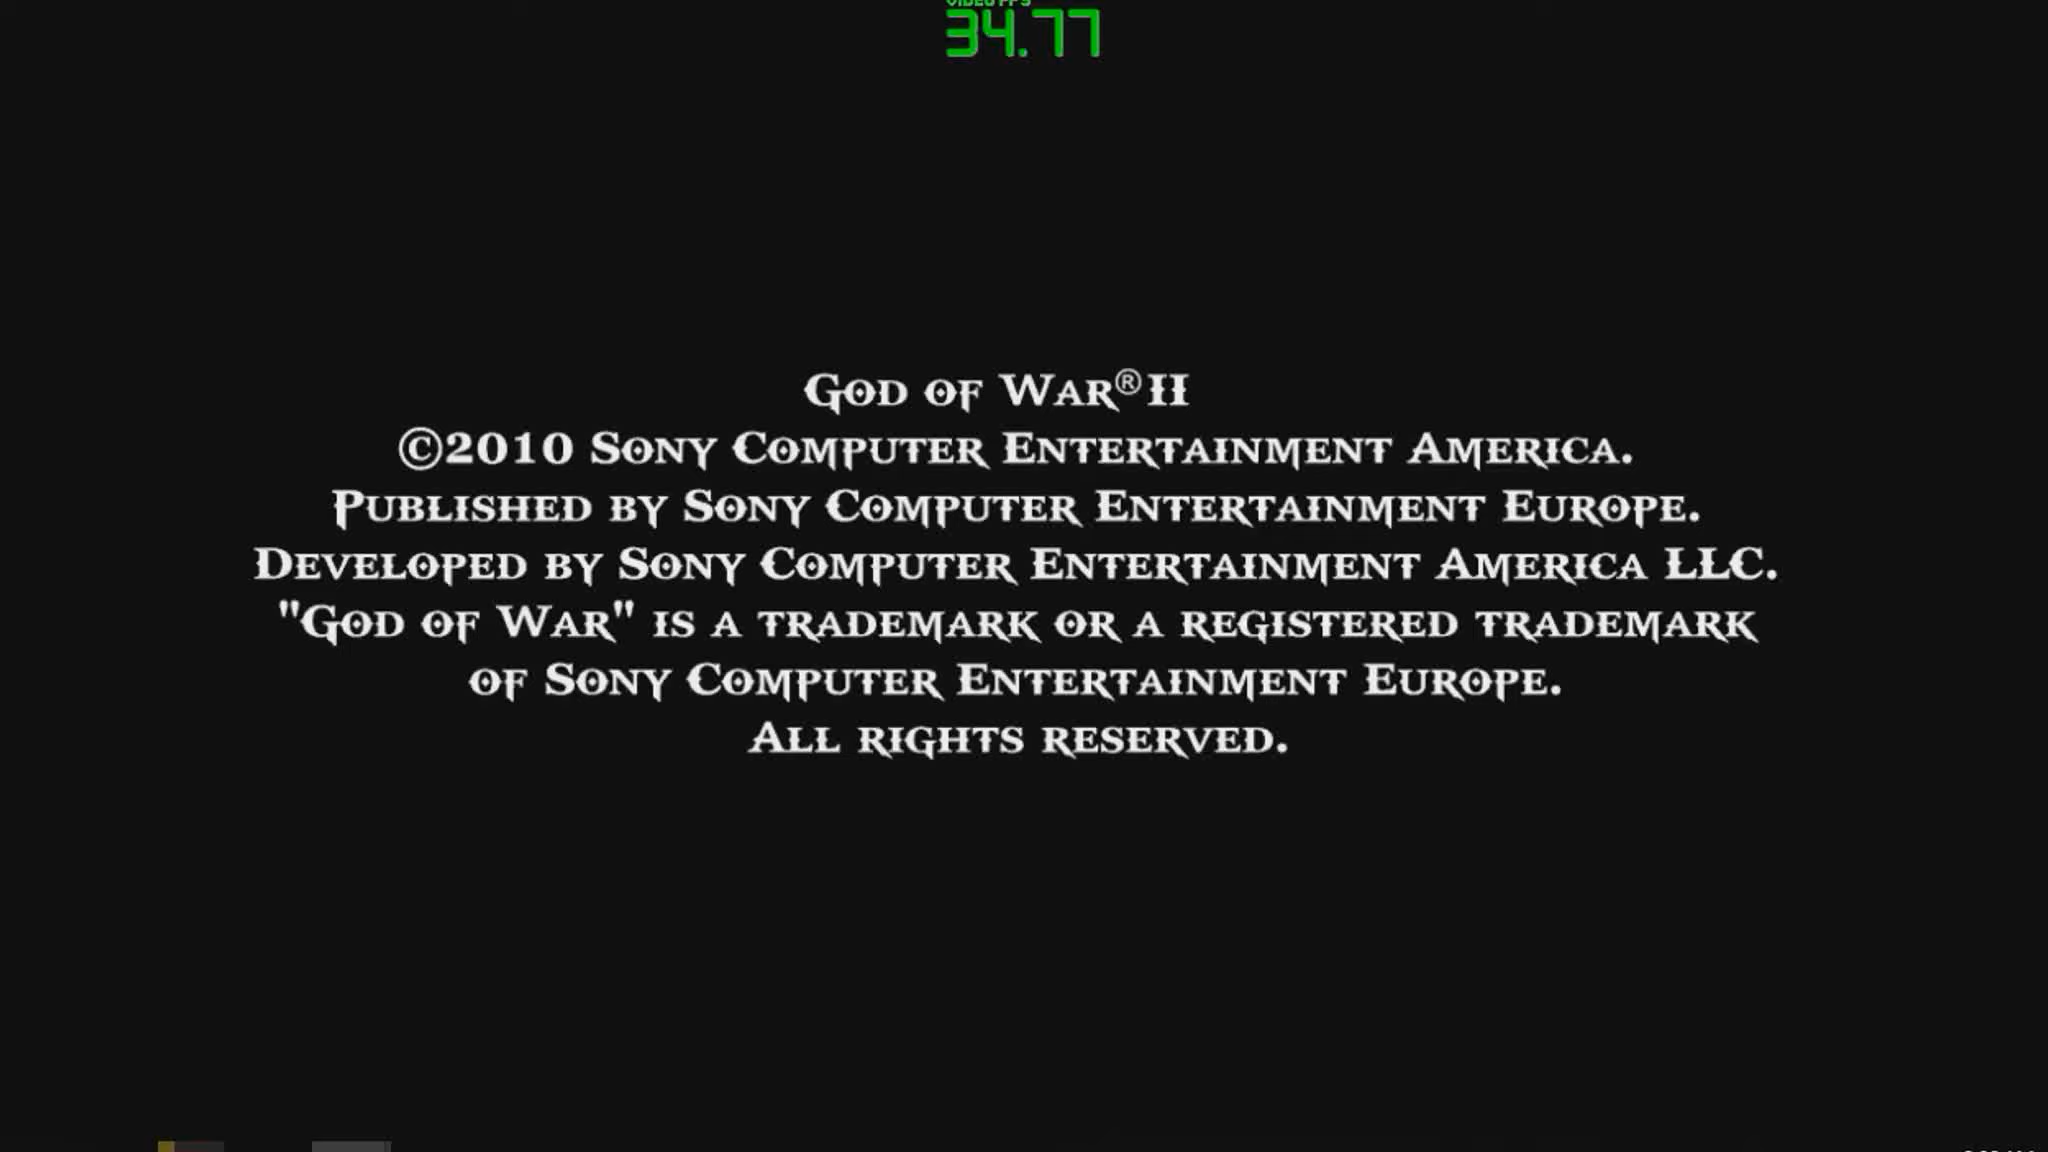 VIDEO FPS
34.77
God of War®II
©2010 Sony Computer Entertainment America.
Published by Sony Computer Entertainment Europe.
Developed by Sony Computer Entertainment America LLC.
"God of War" is a trademark or a registered trademark
of Sony Computer Entertainment Europe.
All rights reserved.